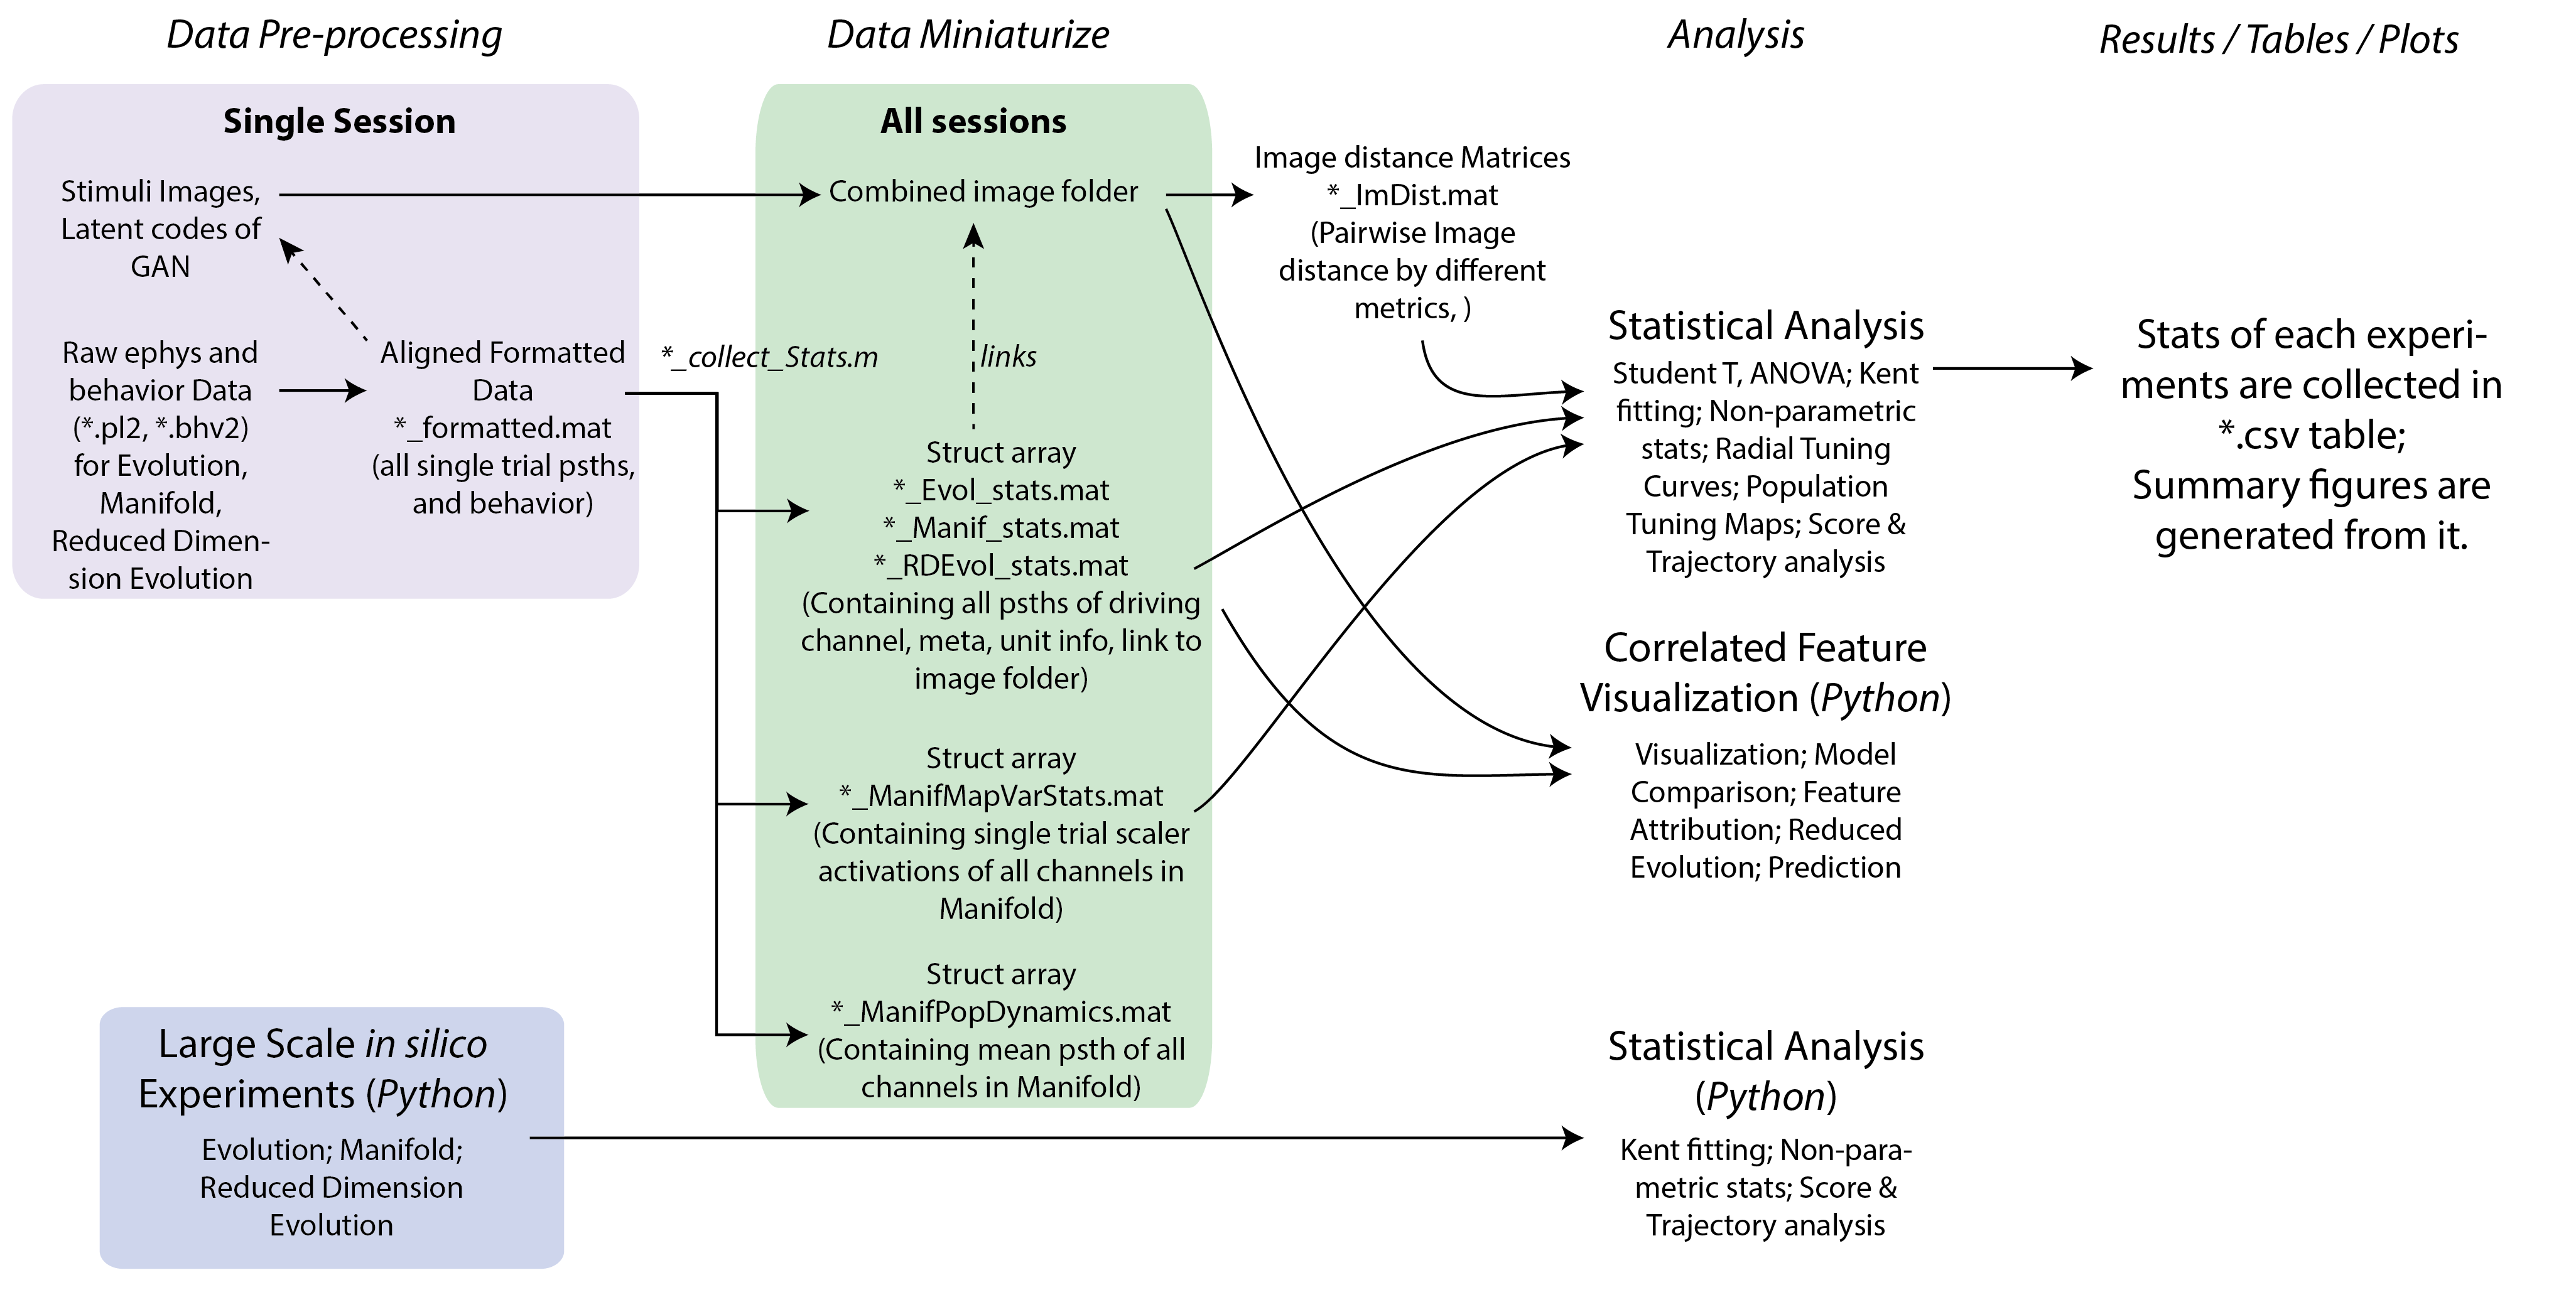 Data Pre-processing
Data Miniaturize
Analysis
Results / Tables / Plots
Single Session
Stimuli Images,
Latent codes of
GAN
Raw ephys and
behavior Data
(*.pl2, *.bhv2)
for Evolution,
Manifold,
Reduced Dimen-
sion Evolution
Aligned Formatted
Data
*_formatted.mat
(all single trial psths,
and behavior)
*_collect_Stats.m
All sessions
Combined image folder
links
Struct array
*_Evol_stats.mat
*_Manif_stats.mat
*_RDEvol_stats.mat
(Containing all psths of driving
channel, meta, unit info, link to
image folder)
Struct array
*_ManifMapVarStats.mat
(Containing single trial scaler
activations of all channels in
Manifold)
Struct array
*_ManifPopDynamics.mat
(Containing mean psth of all
channels in Manifold)
Image distance Matrices
*_ImDist.mat
(Pairwise Image
distance by different
metrics, )
Statistical Analysis
Student T, ANOVA; Kent
fitting; Non-parametric
stats; Radial Tuning
Curves; Population
Tuning Maps; Score &
Trajectory analysis
Correlated Feature
Visualization (Python)
Visualization; Model
Comparison; Feature
Attribution; Reduced
Evolution; Prediction
Stats of each experi-
ments are collected in
*.csv table;
Summary figures are
generated from it.
Large Scale in silico
Experiments (Python)
Evolution; Manifold;
Reduced Dimension
Evolution
Statistical Analysis
(Python)
Kent fitting; Non-para-
metric stats; Score &
Trajectory analysis